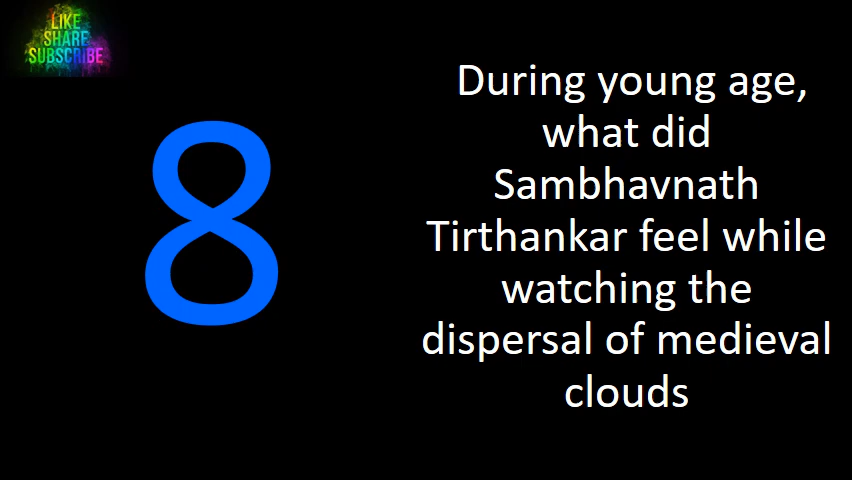 LIKE
SHARE
SUBSCRIBE
8
During young age,
what did
Sambhavnath
Tirthankar feel while
watching the
dispersal of medieval
clouds